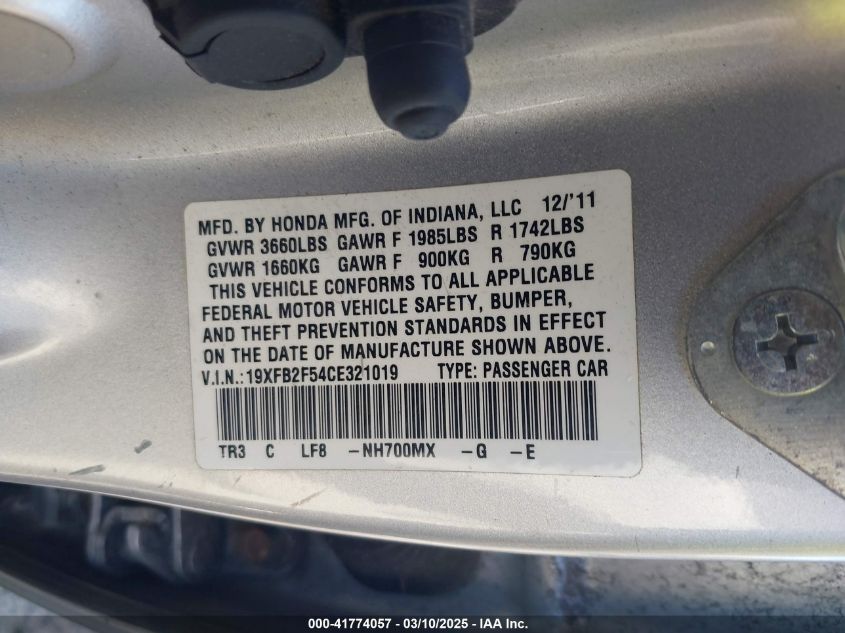 MFD. BY HONDA MFG. OF INDIANA, LLC 12/'11
GVWR 3660LBS GAWR F 1985LBS R 1742LBS
GVWR 1660KG GAWR F 900KG R 790KG
THIS VEHICLE CONFORMS TO ALL APPLICABLE
FEDERAL MOTOR VEHICLE SAFETY, BUMPER,
AND THEFT PREVENTION STANDARDS IN EFFECT
ON THE DATE OF MANUFACTURE SHOWN ABOVE.
V.I.N.:19XFB2F54CE321019 TYPE: PASSENGER CAR
TR3 C LF8 -NH700MX -G -E
000-41774057 - 03/10/2025 - IAA Inc.